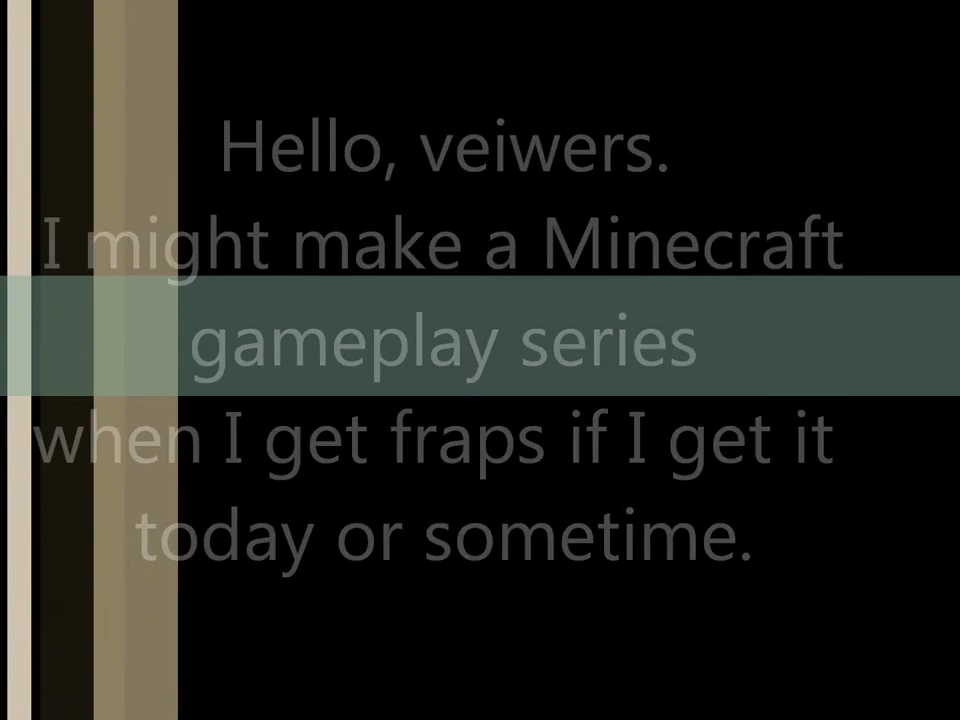 Hello, veiwers.
I might make a Minecraft
gameplay series
when I get fraps if I get it
today or sometime.